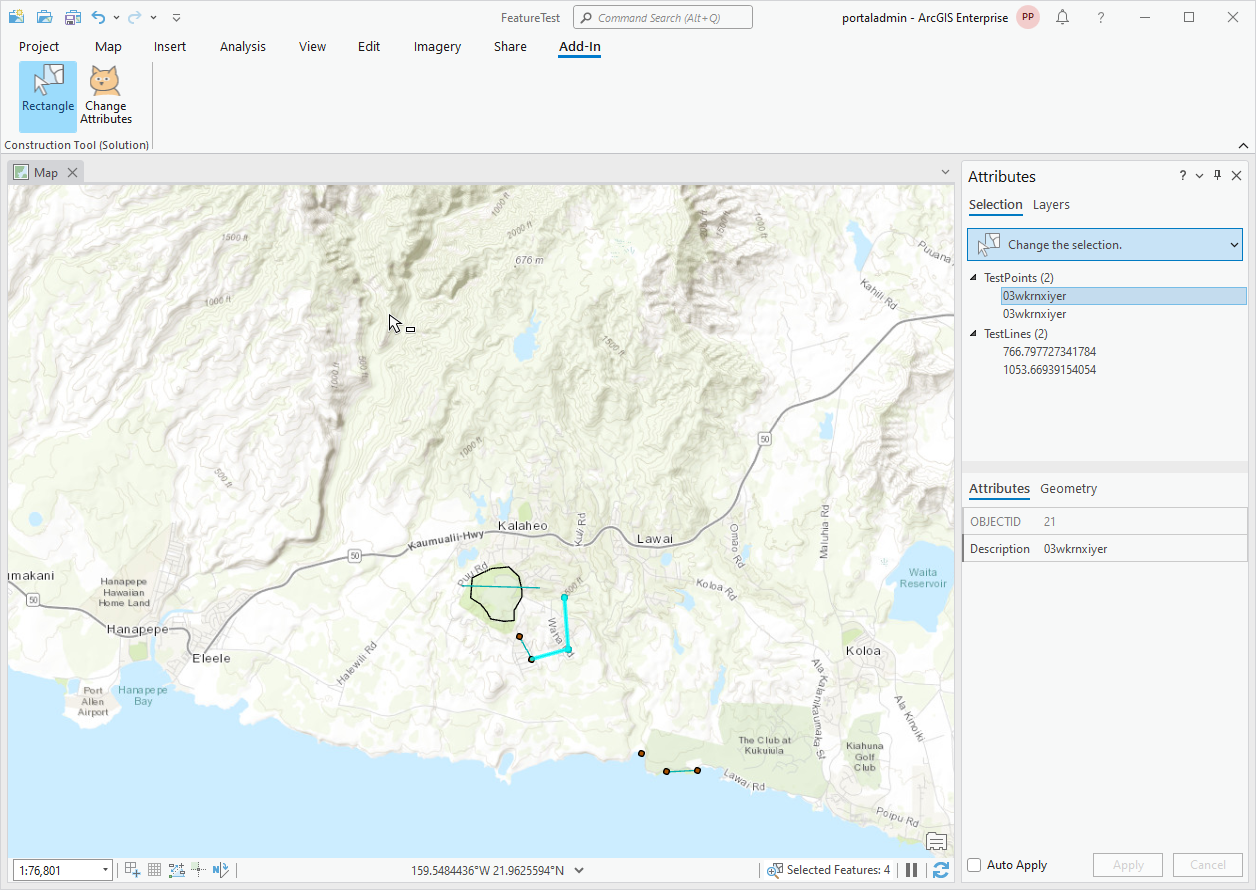 FeatureTest
Command Search (Alt+Q)
portaladmin - ArcGIS Enterprise
PP
?
Project
Map
Insert
Analysis
View
Edit
Imagery
Share
Add-In
Rectangle
Change
Attributes
Construction Tool (Solution)
Map
1500 ft
1000 ft
500 ft
1000 ft
500 ft
1000 ft
2000 ft
676 m
1000 ft
1500 ft
1000 ft
1500 ft
1000 ft
Puuana
Kahili Rd
50
Kalaheo
Kaumualii-Hwy
Kuli Rd
Lawai
Omao Rd
Maluhia Rd
50
umakani
50
Hanapepe
Hawaiian
Home Land
Hanapepe
Eleele
Puu Rd
Koloa Rd
Waita
Reservoir
Halewili Rd
Koloa
Port
Allen
Airport
Hanapepe
Bay
Ala Kalanikaumaka St
Ala Kinoiki
The Club at
Kukuiula
Kiahuna
Golf
Club
Lawai Rd
Poipu Rd
1:76,801
159.5484436°W 21.9625594°N
Selected Features: 4
Attributes
?
Selection
Layers
Change the selection.
TestPoints (2)
03wkrnxiyer
03wkrnxiyer
TestLines (2)
766.797727341784
1053.66939154054
Attributes
Geometry
OBJECTID
21
Description
03wkrnxiyer
Auto Apply
Apply
Cancel